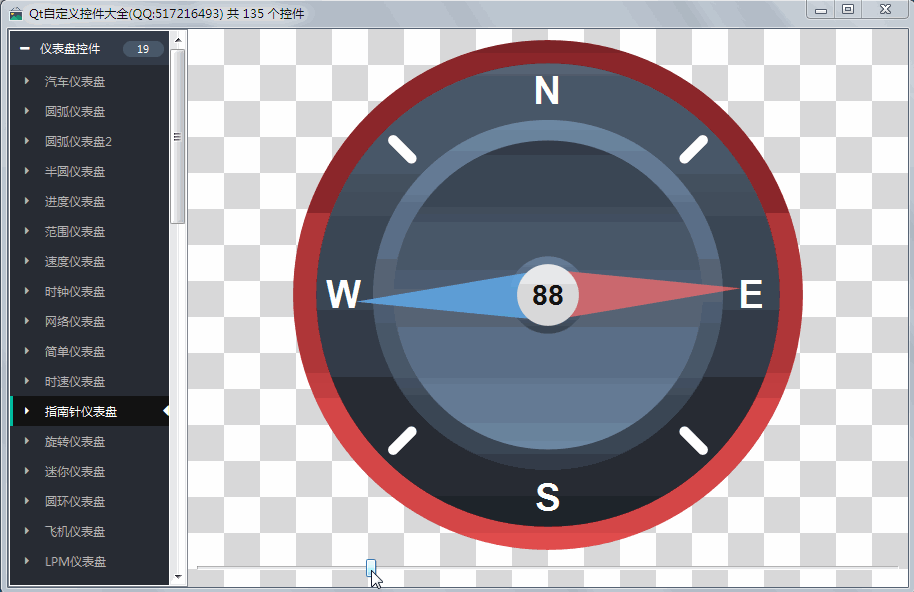 Qt自定义控件大全(QQ:517216493) 共 135 个控件
仪表盘控件 19
汽车仪表盘
圆弧仪表盘
圆弧仪表盘2
半圆仪表盘
进度仪表盘
范围仪表盘
速度仪表盘
时钟仪表盘
网络仪表盘
简单仪表盘
时速仪表盘
指南针仪表盘
旋转仪表盘
迷你仪表盘
圆环仪表盘
飞机仪表盘
LPM仪表盘
N
W 88 E
S